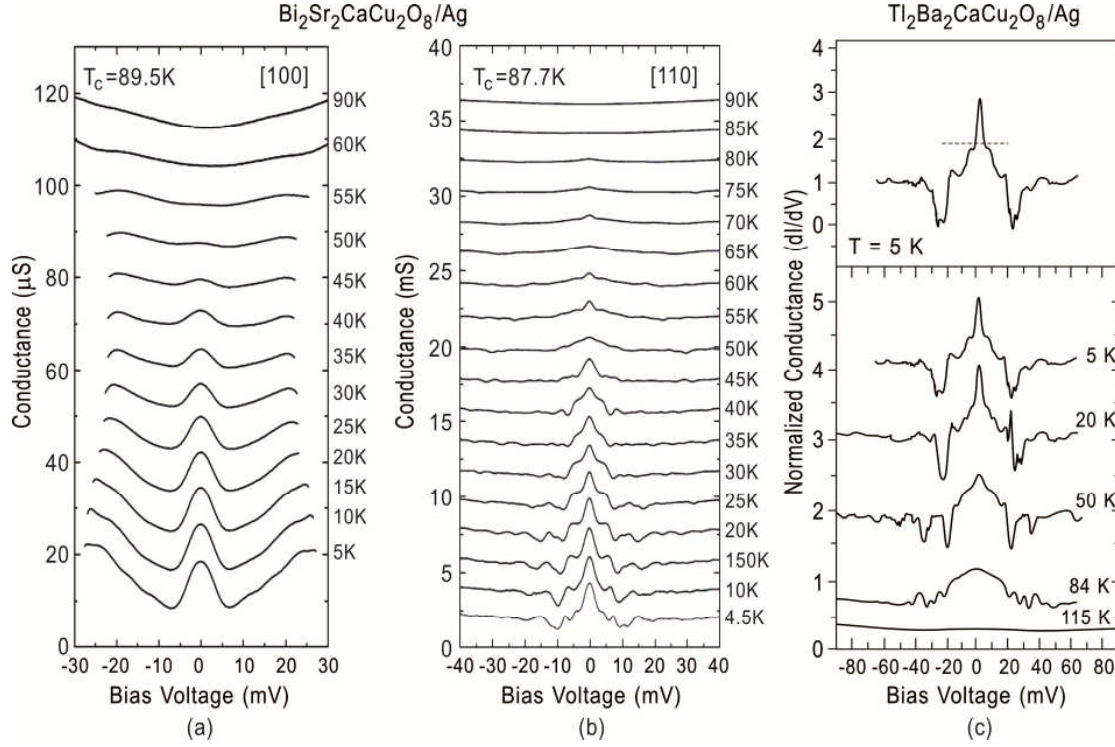 Bi₂Sr₂CaCu₂O₈/Ag
Tl₂Ba₂CaCu₂O₈/Ag
T_C=89.5K [100]
Conductance (μS)
120
100
80
60
40
20
0
90K
60K
55K
50K
45K
40K
35K
30K
25K
20K
15K
10K
5K
-30 -20 -10 0 10 20 30
Bias Voltage (mV)
(a)
T_C=87.7K [110]
Conductance (mS)
40
35
30
25
20
15
10
5
0
90K
85K
80K
75K
70K
65K
60K
55K
50K
45K
40K
35K
30K
25K
20K
150K
10K
4.5K
-40 -30 -20 -10 0 10 20 30 40
Bias Voltage (mV)
(b)
Normalized Conductance (dI/dV)
4
3
2
1
0
T = 5 K
5
4
3
2
1
0
5 K
20 K
50 K
84 K
115 K
-80 -60 -40 -20 0 20 40 60 80
Bias Voltage (mV)
(c)